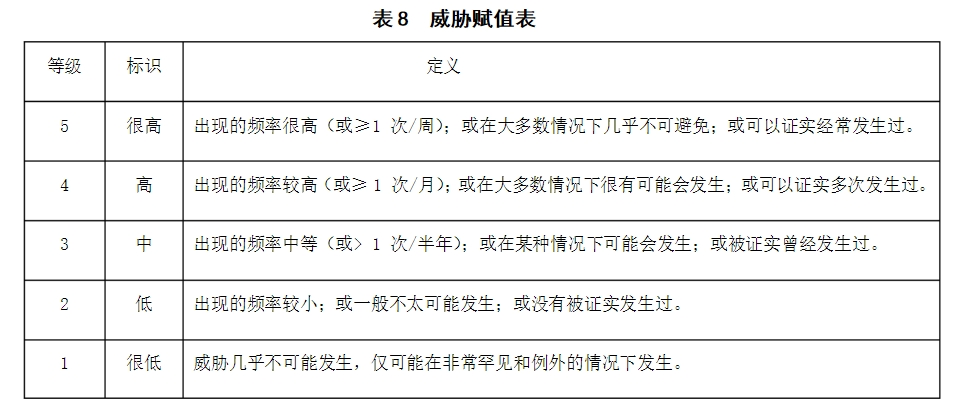 表8 威胁赋值表
等级 标识 定义
5 很高 出现的频率很高（或≥1 次/周）；或在大多数情况下几乎不可避免；或可以证实经常发生过。
4 高 出现的频率较高（或≥ 1 次/月）；或在大多数情况下很有可能会发生；或可以证实多次发生过。
3 中 出现的频率中等（或> 1 次/半年）；或在某种情况下可能会发生；或被证实曾经发生过。
2 低 出现的频率较小；或一般不太可能发生；或没有被证实发生过。
1 很低 威胁几乎不可能发生，仅可能在非常罕见和例外的情况下发生。